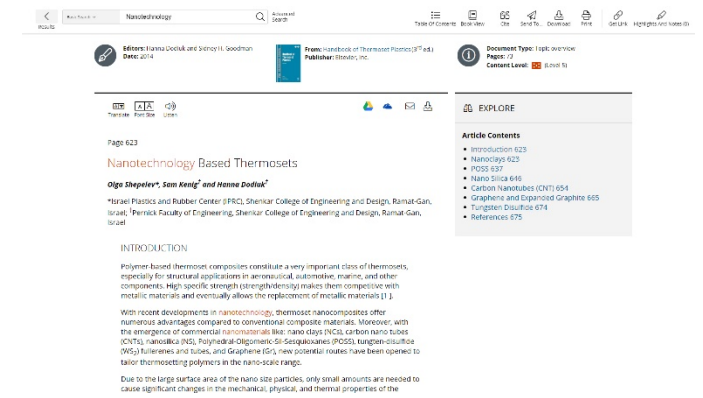 RESULTS
Basic Search
Nanotechnology
Advanced
Search
Table Of Contents
Book View
Cite
Send To...
Download
Print
Get Link
Highlights And Notes (0)
Editors: Hanna Dodiuk and Sidney H. Goodman
Date: 2014
From: Handbook of Thermoset Plastics (3rd ed.)
Publisher: Elsevier, Inc.
Document Type: Topic overview
Pages: 73
Content Level: (Level 5)
Translate
Font Size
Listen
Page 623
Nanotechnology Based Thermosets
Olga Shepelev*, Sam Kenig† and Hanna Dodiuk†
*Israel Plastics and Rubber Center (IPRC), Shenkar College of Engineering and Design, Ramat-Gan,
Israel; †Pernick Faculty of Engineering, Shenkar College of Engineering and Design, Ramat-Gan,
Israel
INTRODUCTION
Polymer-based thermoset composites constitute a very important class of thermosets,
especially for structural applications in aeronautical, automotive, marine, and other
components. High specific strength (strength/density) makes them competitive with
metallic materials and eventually allows the replacement of metallic materials [1 ].
With recent developments in nanotechnology, thermoset nanocomposites offer
numerous advantages compared to conventional composite materials. Moreover, with
the emergence of commercial nanomaterials like: nano clays (NCs), carbon nano tubes
(CNTs), nanosilica (NS), Polyhedral-Oligomeric-Sil-Sesquioxanes (POSS), tungten-disulfide
(WS2) fullerenes and tubes, and Graphene (Gr), new potential routes have been opened to
tailor thermosetting polymers in the nano-scale range.
Due to the large surface area of the nano size particles, only small amounts are needed to
cause significant changes in the mechanical, physical, and thermal properties of the
EXPLORE
Article Contents
Introduction 623
Nanoclays 623
POSS 637
Nano Silica 646
Carbon Nanotubes (CNT) 654
Graphene and Expanded Graphite 665
Tungsten Disulfide 674
References 675